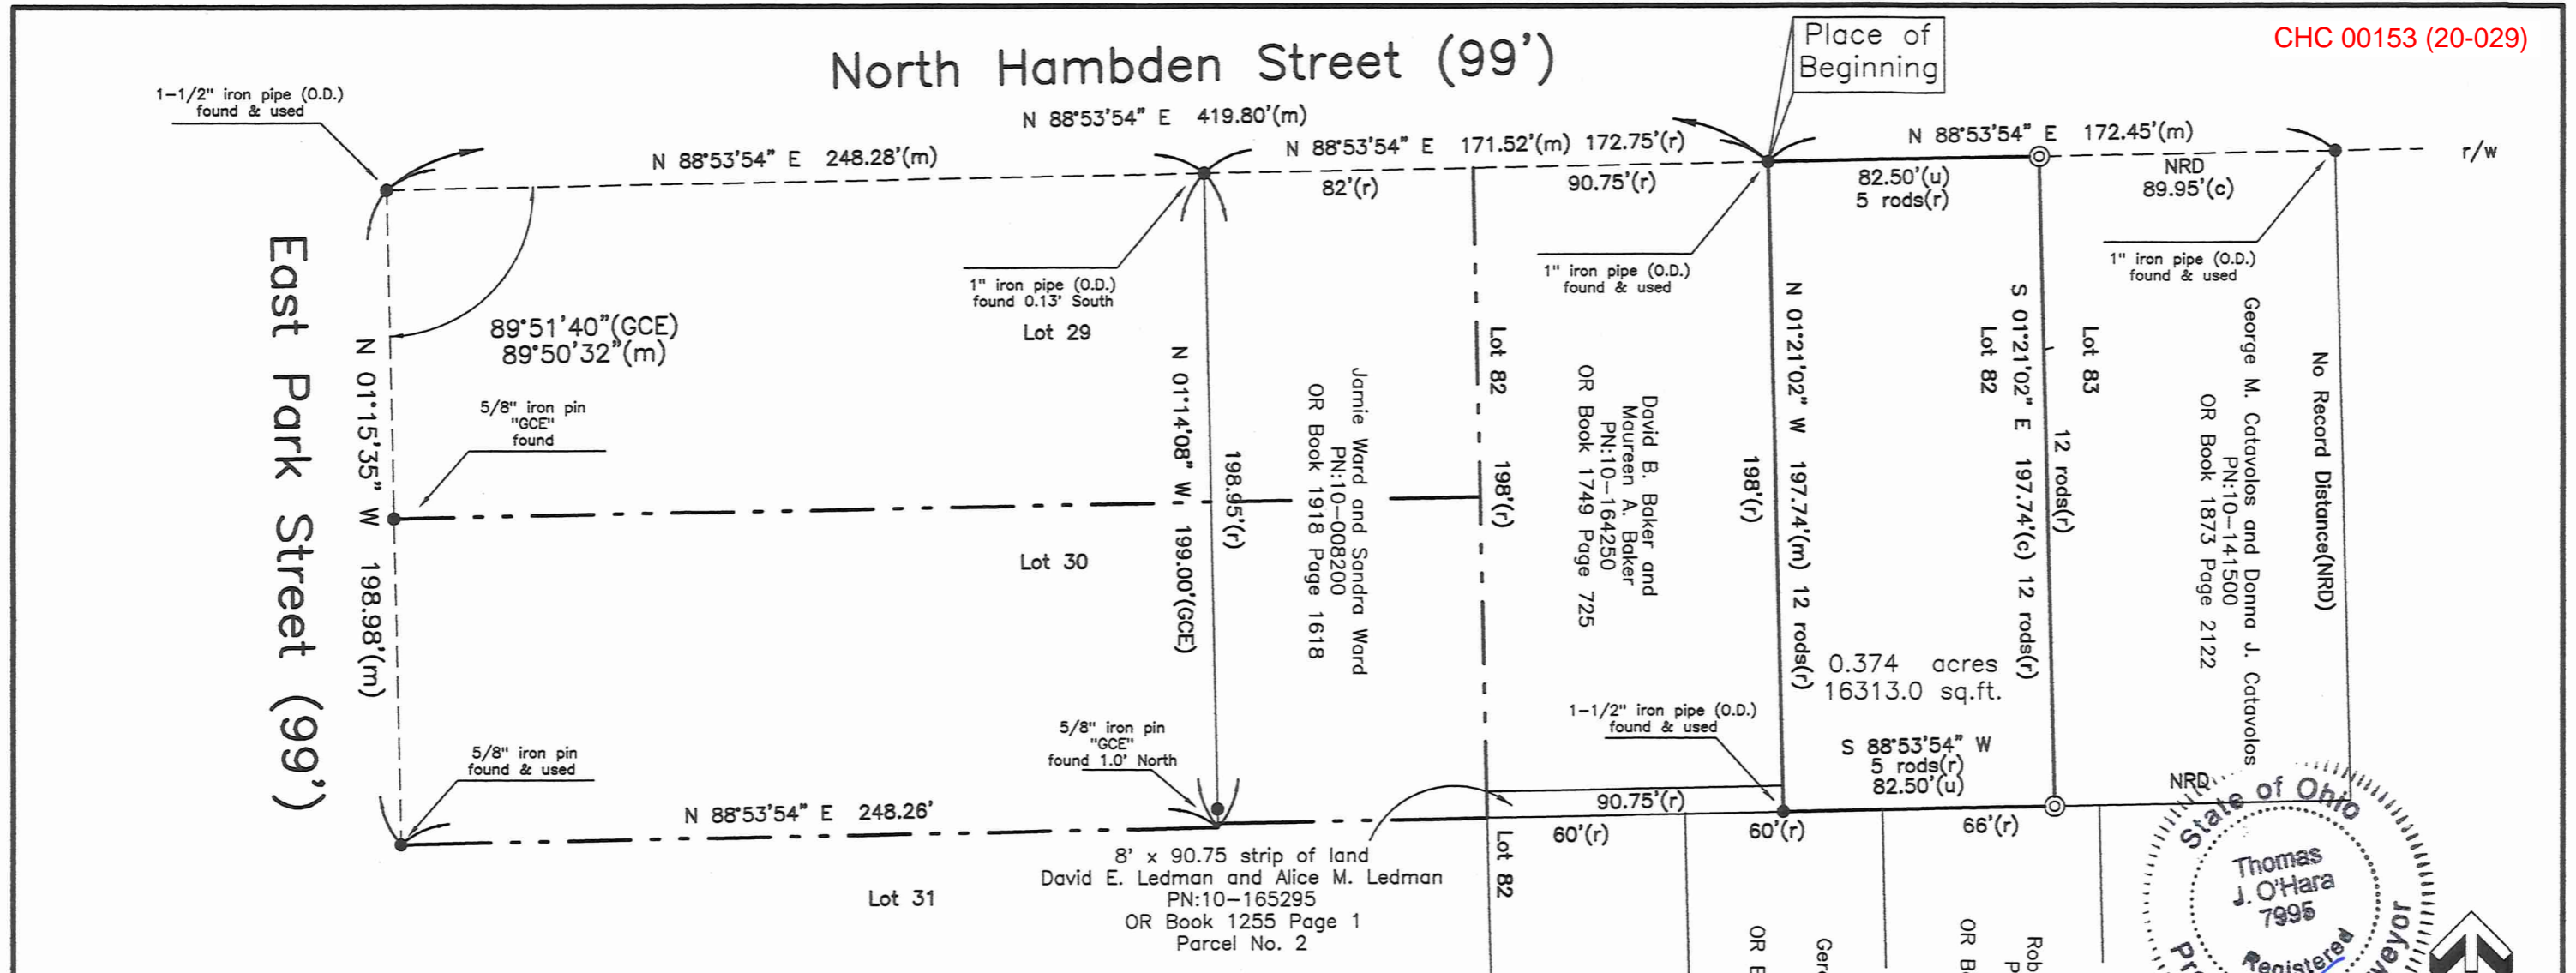 CHC 00153 (20-029)
North Hambden Street (99')
Place of
Beginning
1-1/2" iron pipe (O.D.)
found & used
N 88°53'54" E 419.80'(m)
N 88°53'54" E 248.28'(m)
N 88°53'54" E 171.52'(m) 172.75'(r)
N 88°53'54" E 172.45'(m)
r/w
82'(r)
90.75'(r)
82.50'(u)
5 rods(r)
NRD
89.95'(c)
1" iron pipe (O.D.)
found 0.13' South
1" iron pipe (O.D.)
found & used
1" iron pipe (O.D.)
found & used
East Park Street (99')
N 01°15'35" W 198.98'(m)
89°51'40"(GCE)
89°50'32"(m)
5/8" iron pin
"GCE"
found
Lot 29
Lot 30
N 01°14'08" W 199.00'(GCE)
198.95'(r)
Jamie Ward and Sandra Ward
PN:10-008200
OR Book 1918 Page 1618
Lot 82
198'(r)
David B. Baker and
Maureen A. Baker
PN:10-164250
OR Book 1749 Page 725
198'(r)
N 01°21'02" W 197.74'(m) 12 rods(r)
0.374 acres
16313.0 sq.ft.
Lot 82
S 01°21'02" E 197.74'(c) 12 rods(r)
12 rods(r)
Lot 83
George M. Catavolos and Donna J. Catavolos
PN:10-141500
OR Book 1873 Page 2122
No Record Distance(NRD)
5/8" iron pin
found & used
5/8" iron pin
"GCE"
found 1.0' North
1-1/2" iron pipe (O.D.)
found & used
S 88°53'54" W
5 rods(r)
82.50'(u)
NRD
N 88°53'54" E 248.26'
90.75'(r)
60'(r)
60'(r)
66'(r)
Lot 82
8' x 90.75 strip of land
David E. Ledman and Alice M. Ledman
PN:10-165295
OR Book 1255 Page 1
Parcel No. 2
Lot 31
State of Ohio
Thomas
J. O'Hara
7995
Registered